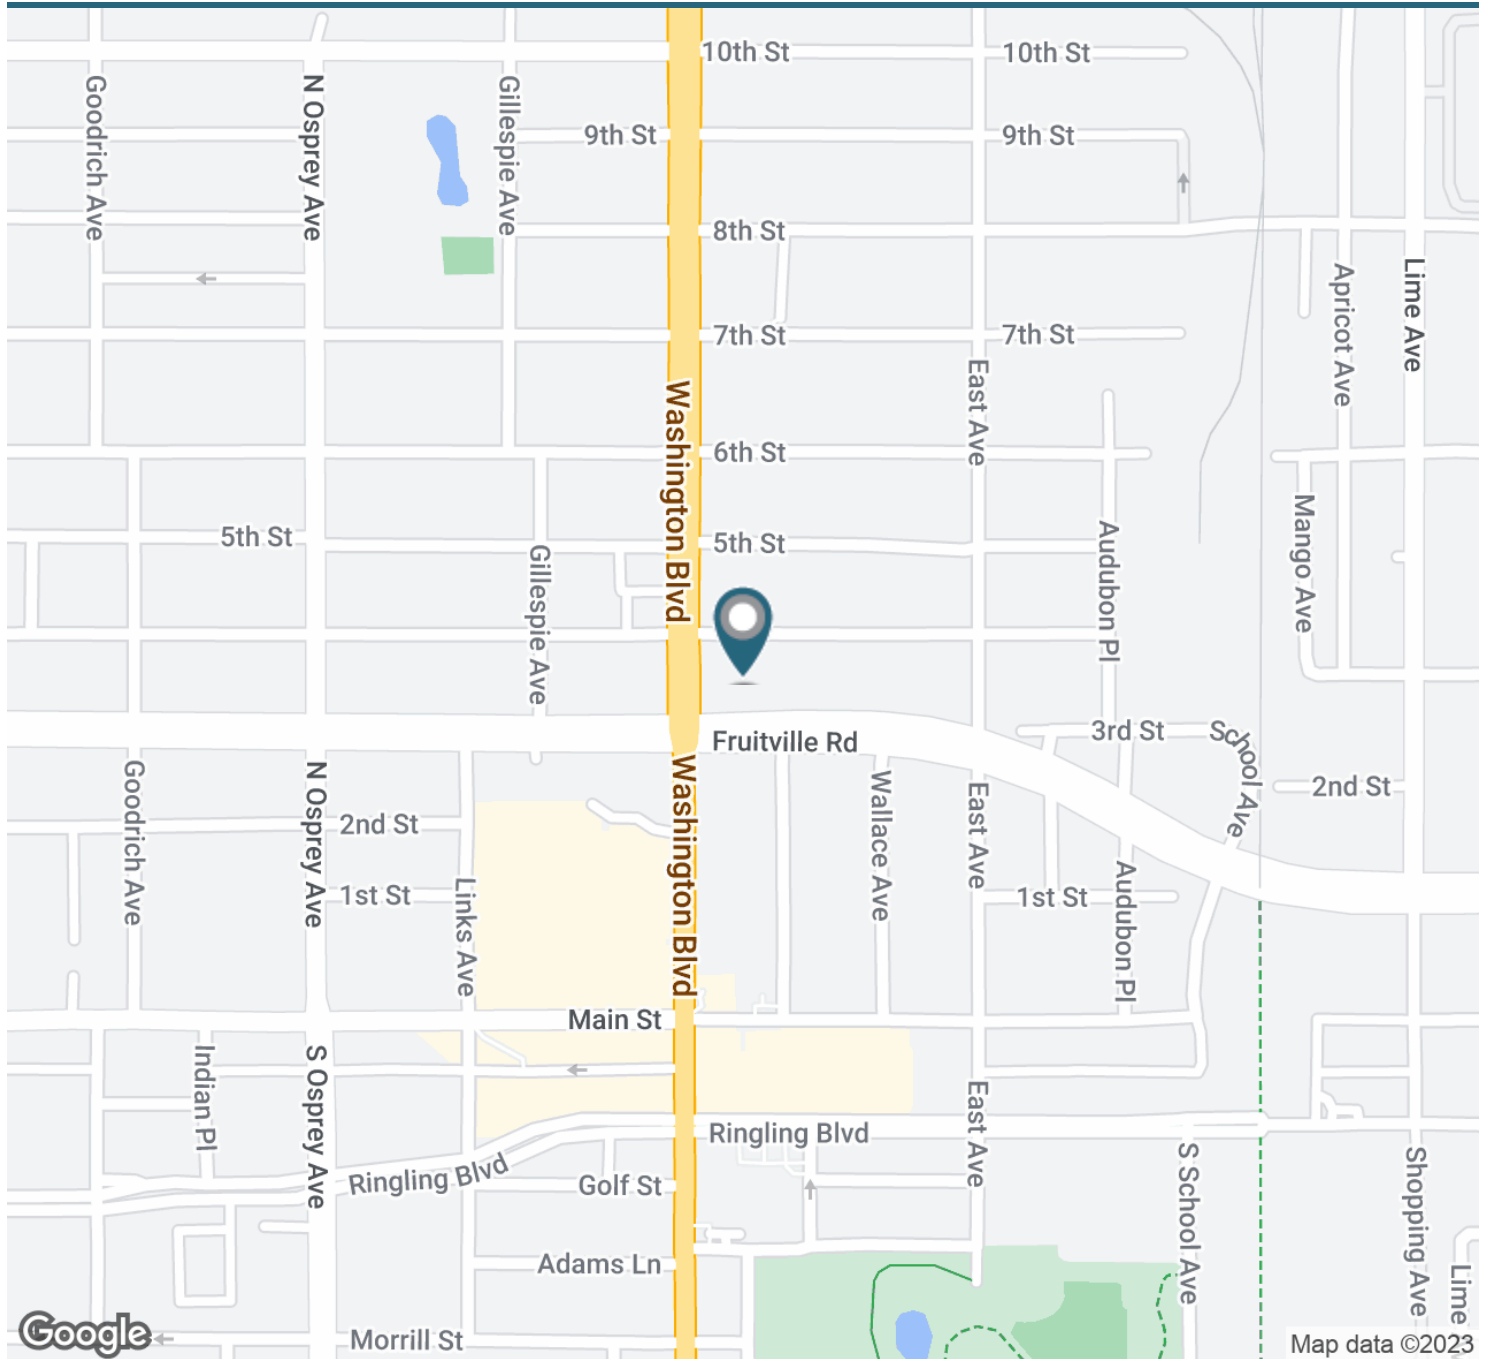 10th St
10th St
Goodrich Ave
N Osprey Ave
Gillespie Ave
9th St
9th St
8th St
Apricot Ave
Lime Ave
7th St
7th St
East Ave
Washington Blvd
6th St
Mango Ave
5th St
5th St
Audubon Pl
Gillespie Ave
Fruitville Rd
3rd St
School Ave
2nd St
Goodrich Ave
N Osprey Ave
2nd St
Washington Blvd
Wallace Ave
East Ave
1st St
Links Ave
1st St
Audubon Pl
Main St
Indian Pl
S Osprey Ave
East Ave
Ringling Blvd
Ringling Blvd
Golf St
S School Ave
Shopping Ave
Adams Ln
Lime
Google
Morrill St
Map data ©2023